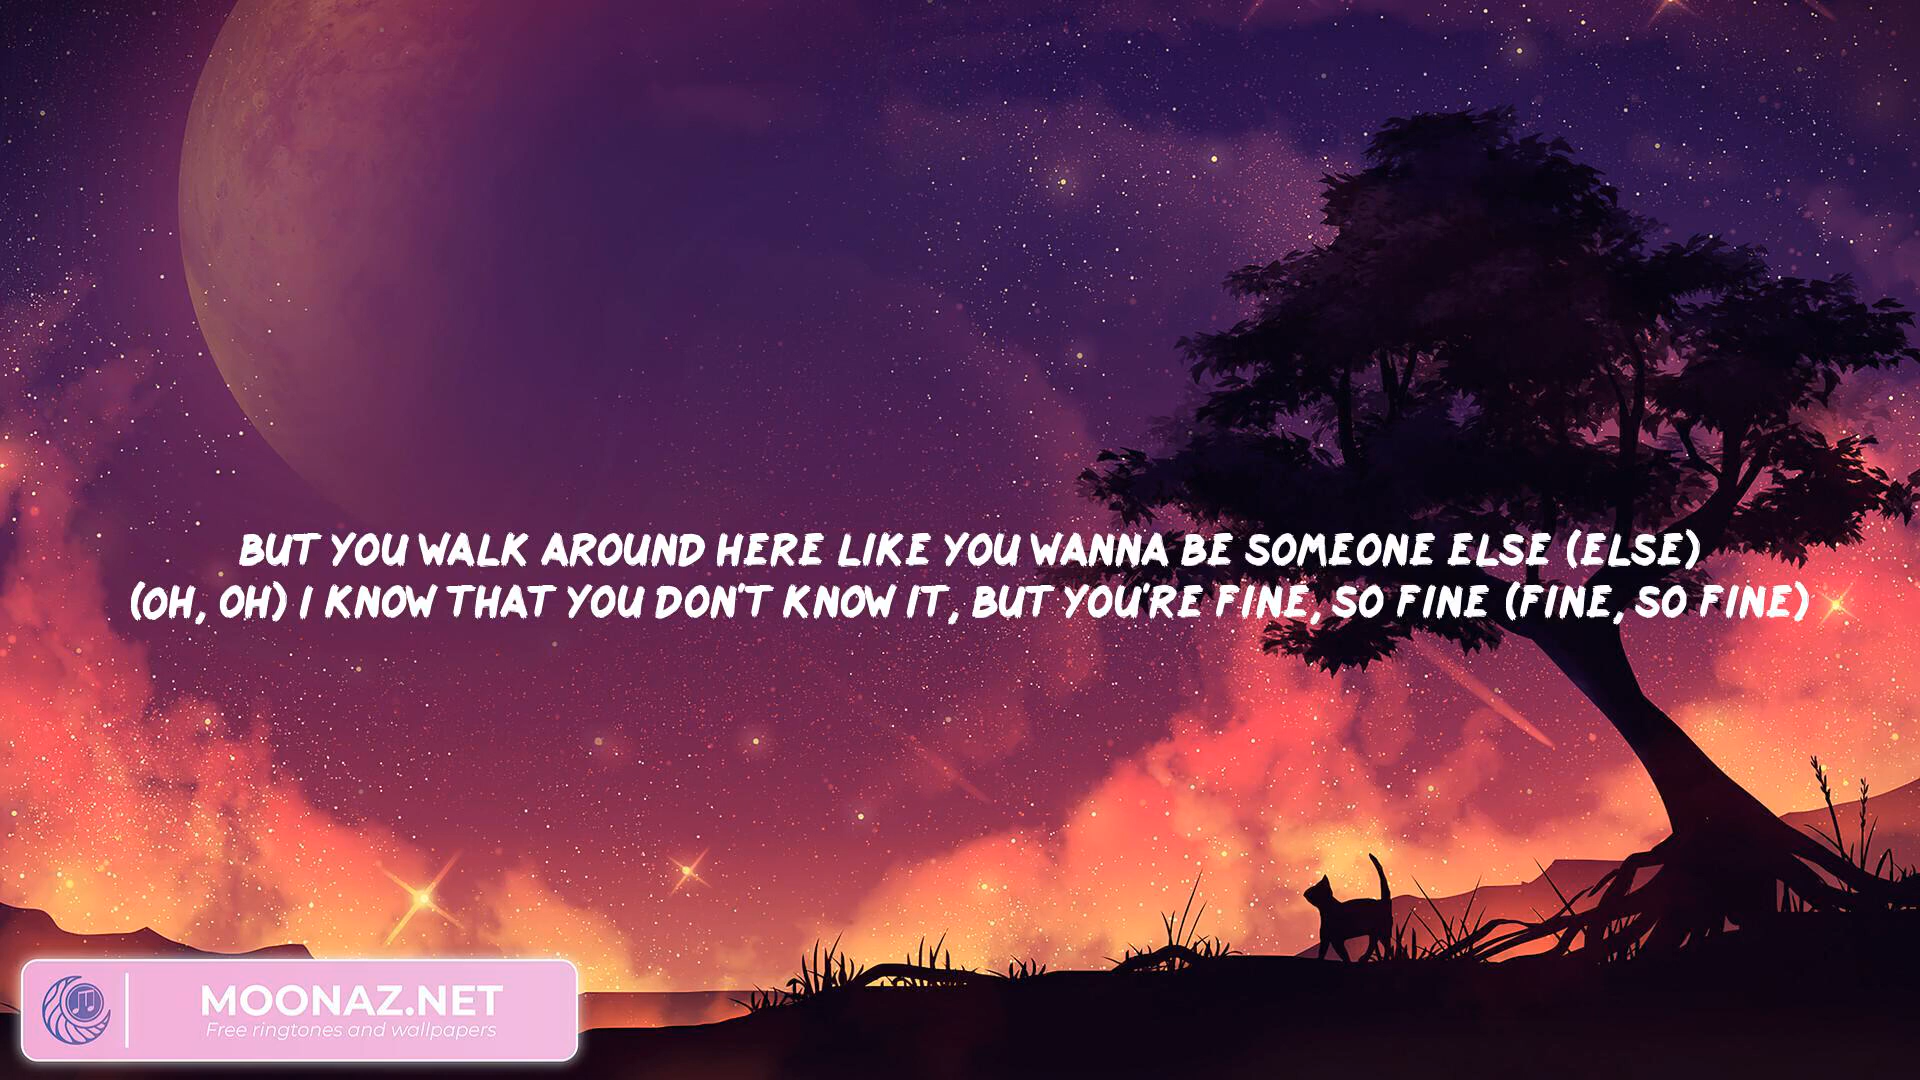 BUT YOU WALK AROUND HERE LIKE YOU WANNA BE SOMEONE ELSE (ELSE)
(OH, OH) I KNOW THAT YOU DON'T KNOW IT, BUT YOU'RE FINE, SO FINE (FINE, SO FINE)
MOONAZ.NET
Free ringtones and wallpapers